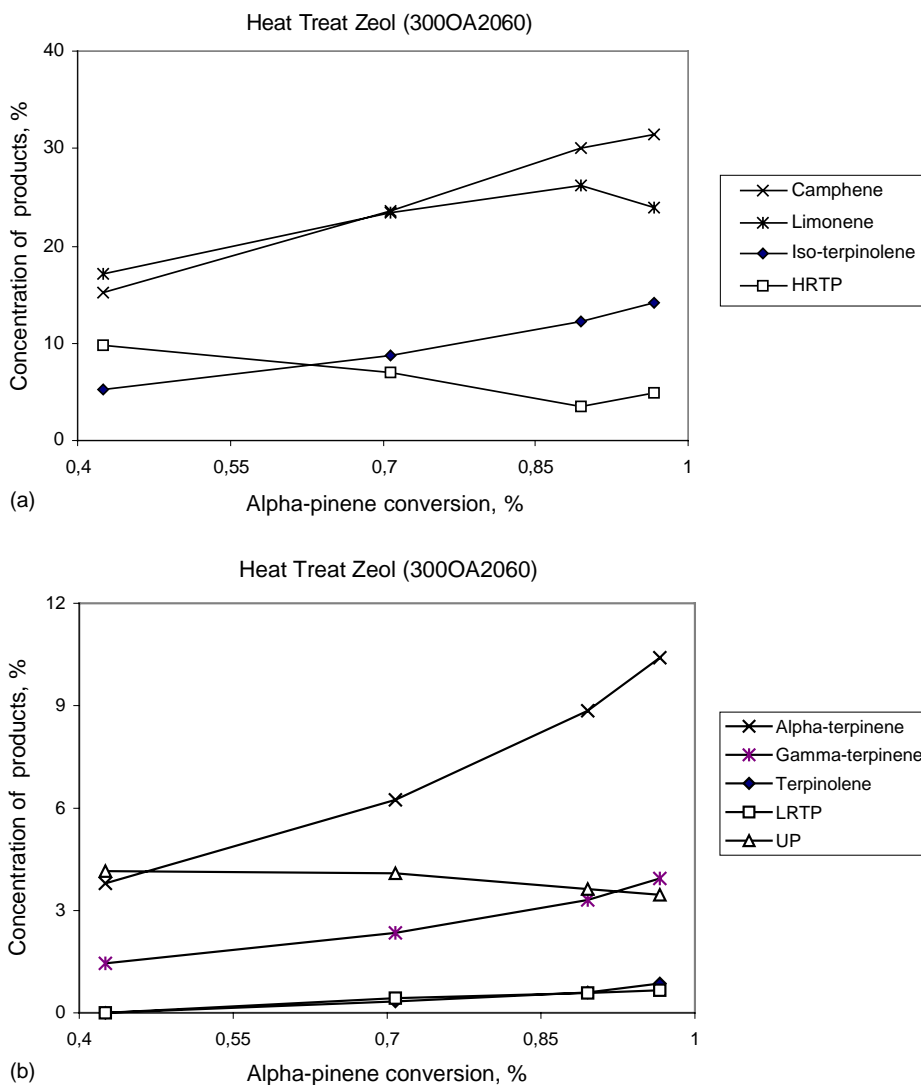 Heat Treat Zeol (300OA2060)
40
30
20
10
0
0,4
0,55
0,7
0,85
1
Concentration of products, %
Alpha-pinene conversion, %
Camphene
Limonene
Iso-terpinolene
HRTP
(a)
Heat Treat Zeol (300OA2060)
12
9
6
3
0
0,4
0,55
0,7
0,85
1
Concentration of products, %
Alpha-pinene conversion, %
Alpha-terpinene
Gamma-terpinene
Terpinolene
LRTP
UP
(b)